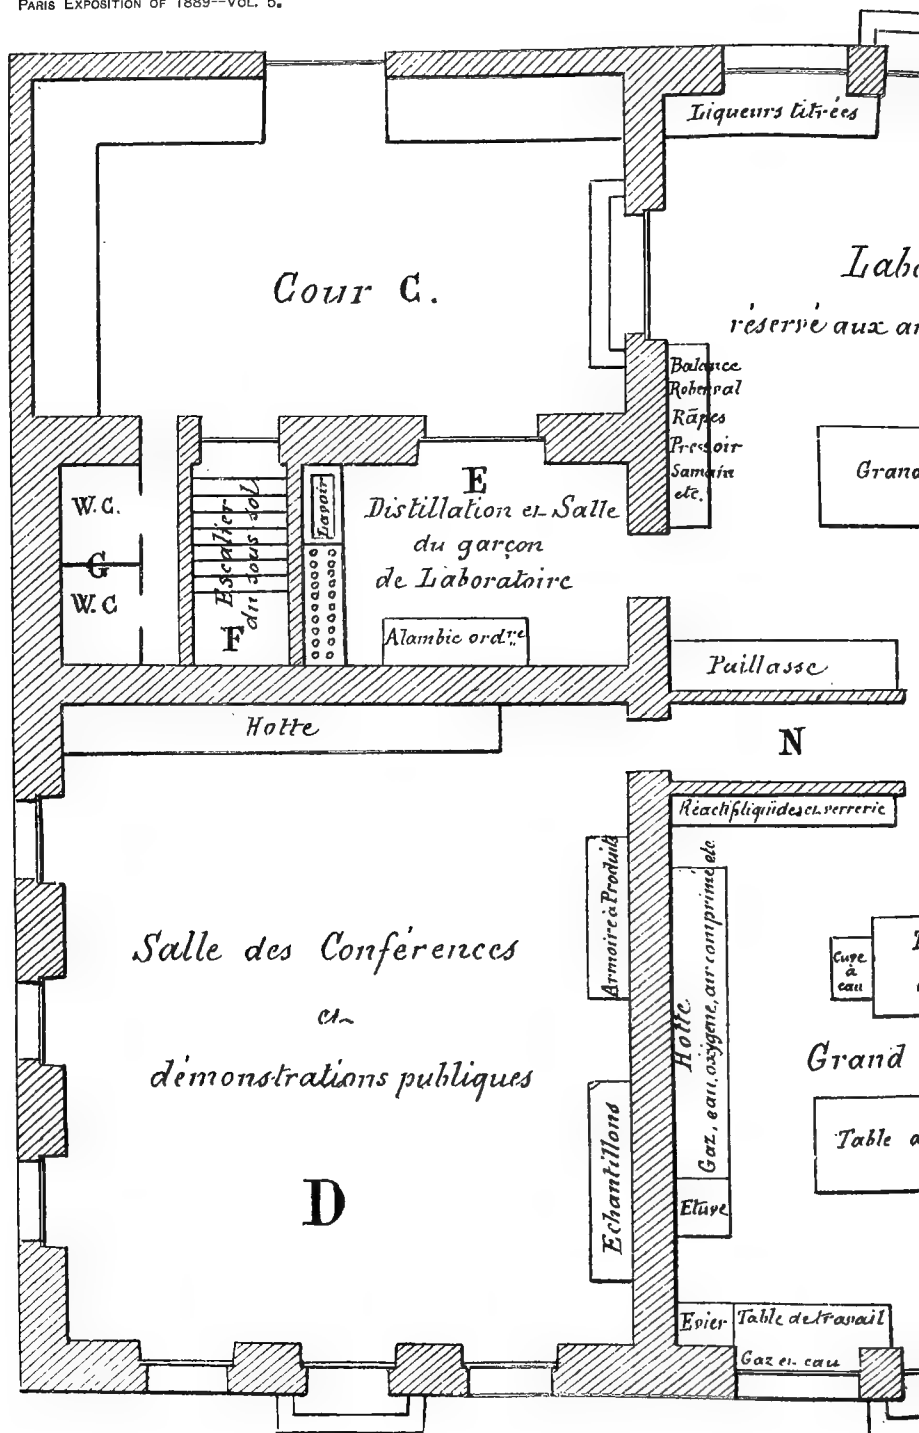 PARIS EXPOSITION OF 1889--VOL. 5.
Liqueurs titrées
Cour C.
Labo
réservé aux an
Balance
Roberval
Râpes
Pressoir
Samain
etc.
Grand
E
Distillation et Salle
du garçon
de Laboratoire
Lavoir
W.C.
G
W.C
Escalier
du sous-sol
F
Alambic ord.re
Paillasse
Hotte
N
Réactifs liquides et verrerie
Armoire à Produits
Hotte
Gaz, eau, oxygène, air comprimé etc.
Cuve
à
eau
Salle des Conférences
et
démonstrations publiques
Grand
Table
D
Echantillons
Etuve
Evier
Table de travail
Gaz et eau